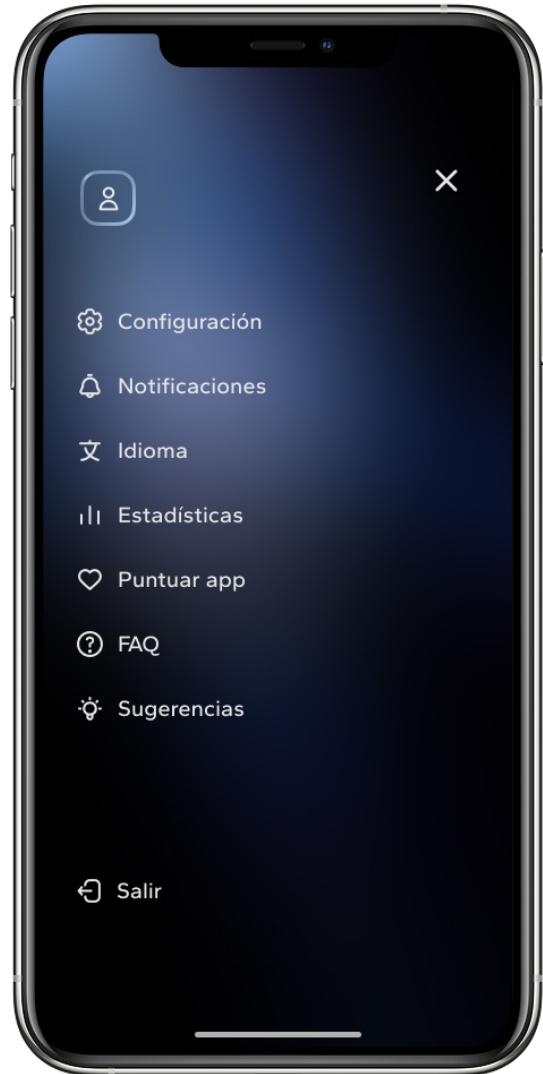 Configuración
Notificaciones
Idioma
Estadísticas
Puntuar app
FAQ
Sugerencias
Salir